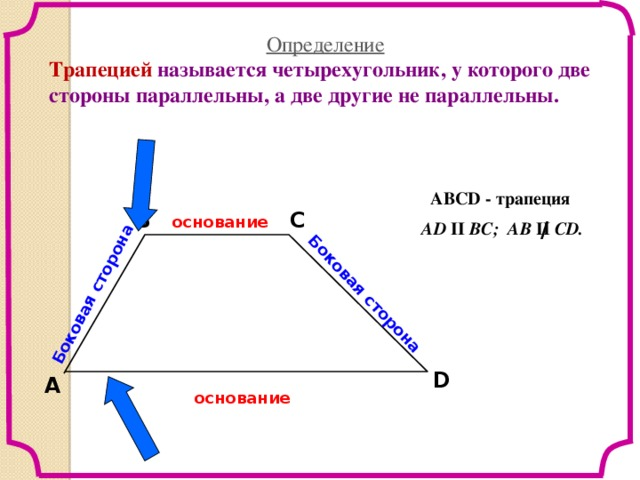 Определение
Трапецией называется четырехугольник, у которого две
стороны параллельны, а две другие не параллельны.
ABCD - трапеция
AD II BC; AB ∦ CD.
основание
C
Боковая сторона
Боковая сторона
A
D
основание